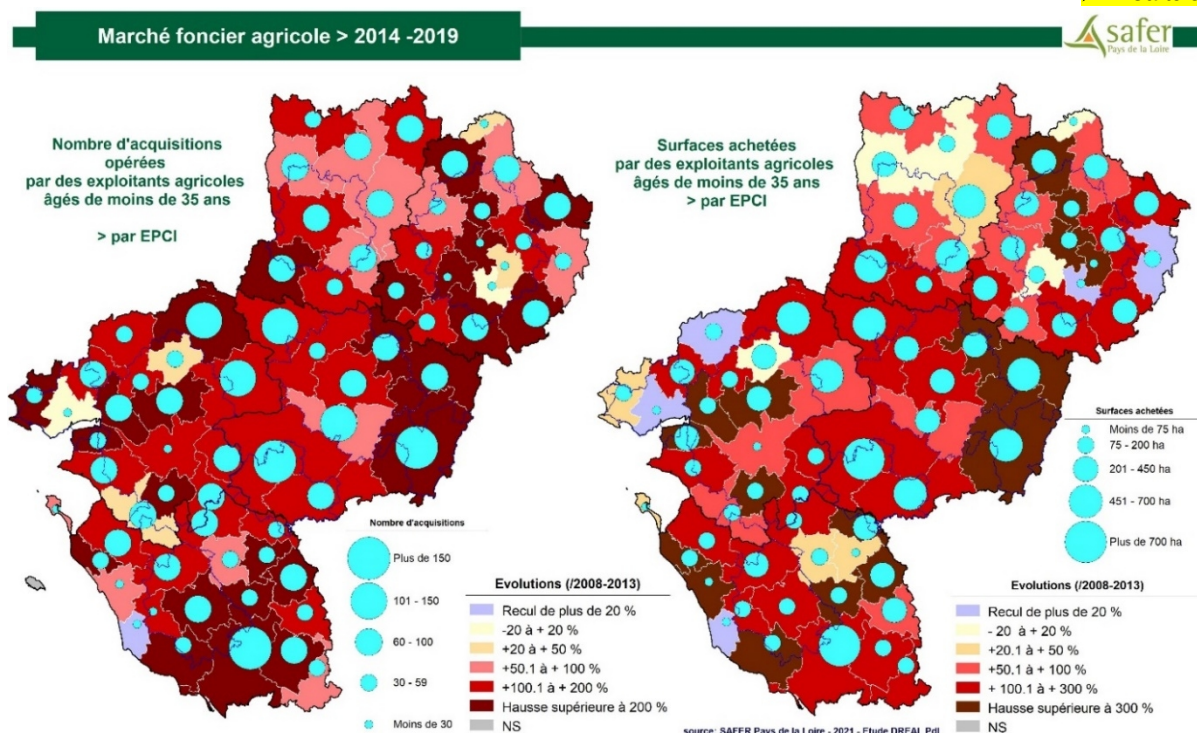 Marché foncier agricole > 2014 -2019
safer
Pays de la Loire
Nombre d'acquisitions
opérées
par des exploitants agricoles
âgés de moins de 35 ans
> par EPCI
Surfaces achetées
par des exploitants agricoles
âgés de moins de 35 ans
> par EPCI
Nombre d'acquisitions
Plus de 150
101 - 150
60 - 100
30 - 59
Moins de 30
Evolutions (/2008-2013)
Recul de plus de 20 %
-20 à + 20 %
+20 à + 50 %
+50.1 à + 100 %
+100.1 à + 200 %
Hausse supérieure à 200 %
NS
Surfaces achetées
Moins de 75 ha
75 - 200 ha
201 - 450 ha
451 - 700 ha
Plus de 700 ha
Evolutions (/2008-2013)
Recul de plus de 20 %
- 20 à + 20 %
+20.1 à + 50 %
+50.1 à + 100 %
+ 100.1 à + 300 %
Hausse supérieure à 300 %
NS
source: SAFER Pays de la Loire - 2021 - Etude DREAL Pdl